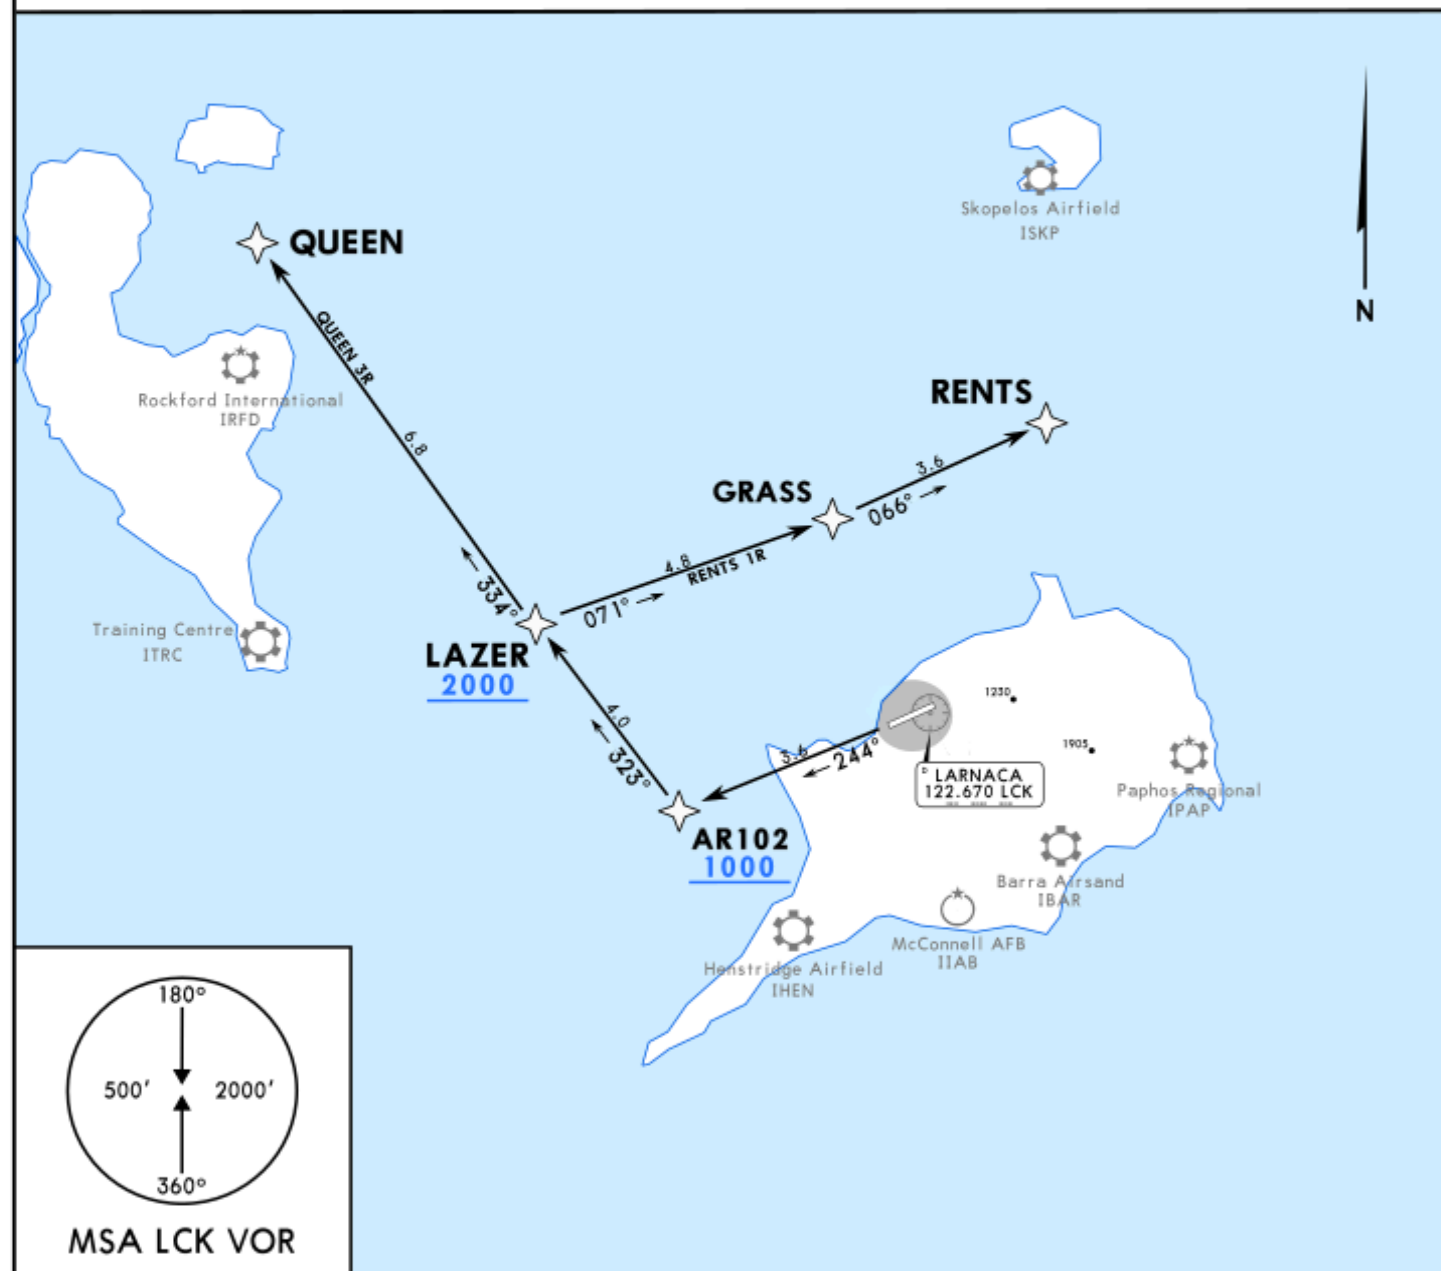 Skopelos Airfield
ISKP
N
QUEEN
QUEEN 3R
6.8
Rockford International
IRFD
RENTS
3.6
066°
GRASS
4.8
RENTS 1R
071°
334°
Training Centre
ITRC
LAZER
2000
4.0
323°
1230
1905
3.6
244°
D LARNACA
122.670 LCK
Paphos Regional
IPAP
AR102
1000
Barra Airsand
IBAR
McConnell AFB
IIAB
Henstridge Airfield
IHEN
180°
500' 2000'
360°
MSA LCK VOR